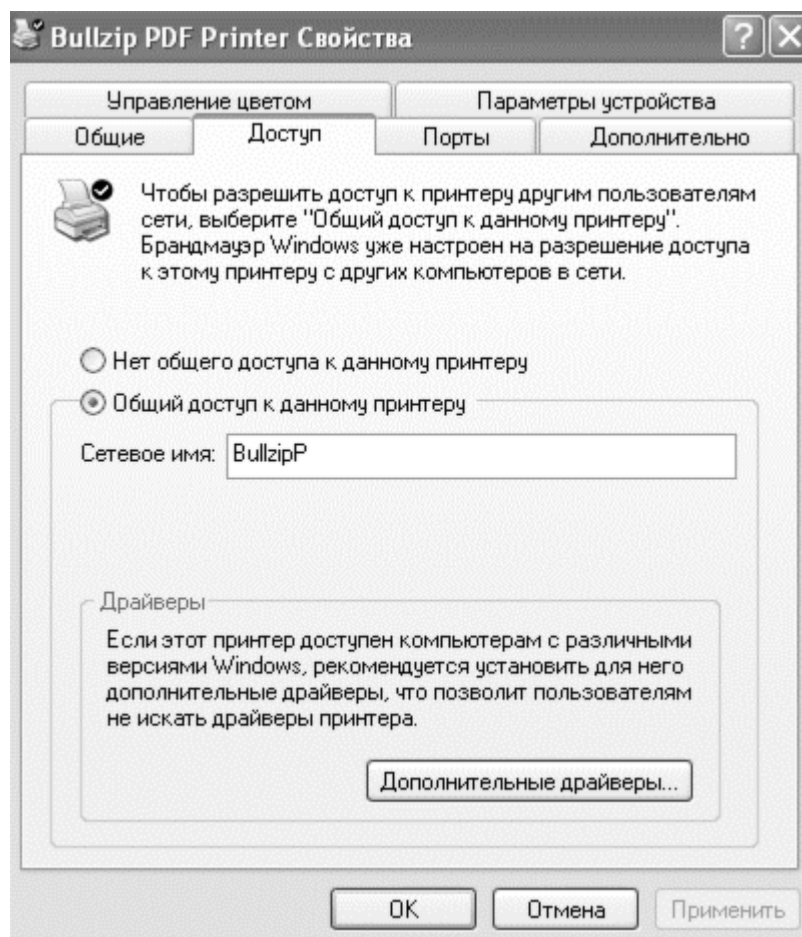 Bullzip PDF Printer Свойства
Управление цветом
Параметры устройства
Общие
Доступ
Порты
Дополнительно
Чтобы разрешить доступ к принтеру другим пользователям
сети, выберите "Общий доступ к данному принтеру".
Брандмауэр Windows уже настроен на разрешение доступа
к этому принтеру с других компьютеров в сети.
Нет общего доступа к данному принтеру
Общий доступ к данному принтеру
Сетевое имя: BullzipP
Драйверы
Если этот принтер доступен компьютерам с различными
версиями Windows, рекомендуется установить для него
дополнительные драйверы, что позволит пользователям
не искать драйверы принтера.
Дополнительные драйверы...
OK
Отмена
Применить